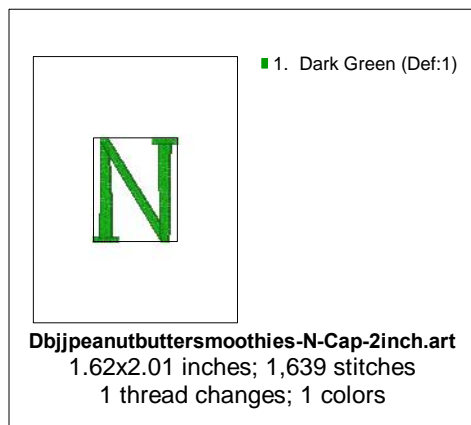 1. Dark Green (Def:1)
N
Dbjjpeanutbuttersmoothies-N-Cap-2inch.art
1.62x2.01 inches; 1,639 stitches
1 thread changes; 1 colors